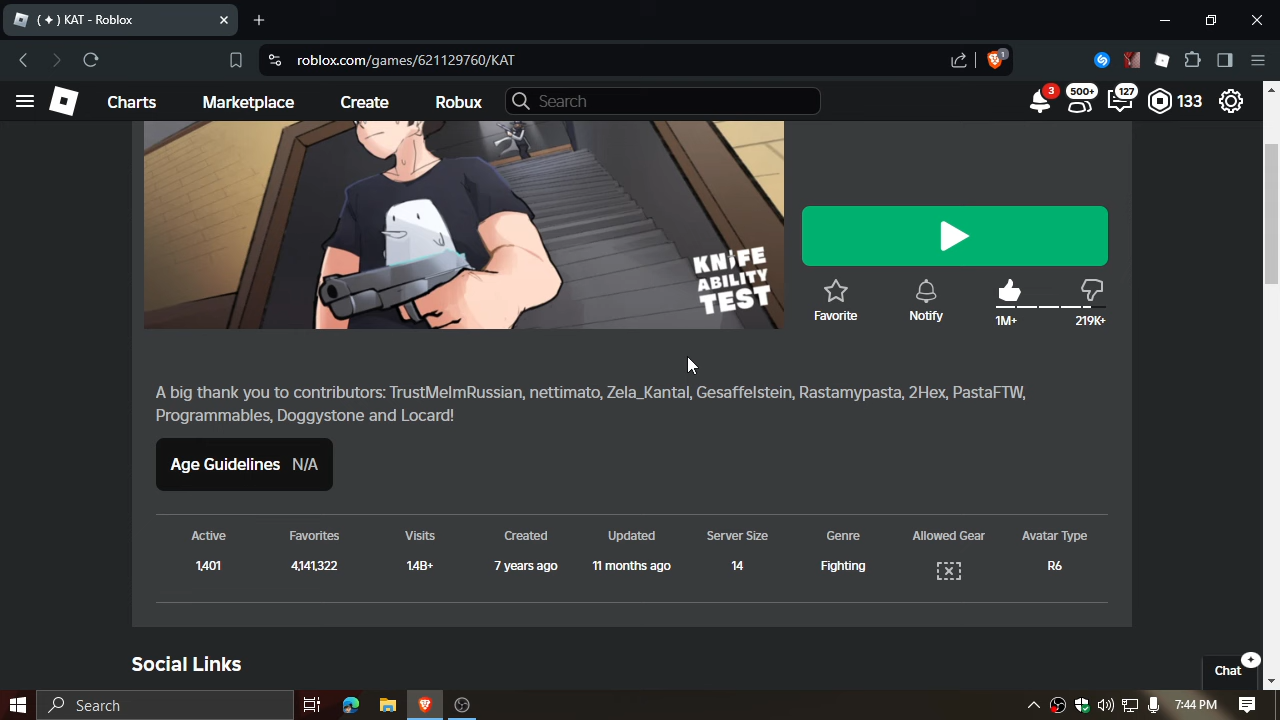 ( ✦ ) KAT - Roblox
roblox.com/games/621129760/KAT
1
Charts
Marketplace
Create
Robux
Search
3
500+
127
133
KNIFE
ABILITY
TEST
Favorite
Notify
1M+
219K+
A big thank you to contributors: TrustMeImRussian, nettimato, Zela_Kantal, Gesaffelstein, Rastamypasta, 2Hex, PastaFTW,
Programmables, Doggystone and Locard!
Age Guidelines N/A
Active Favorites Visits Created Updated Server Size Genre Allowed Gear Avatar Type
1,401 4,141,322 1.4B+ 7 years ago 11 months ago 14 Fighting R6
Social Links
Chat
Search
7:44 PM